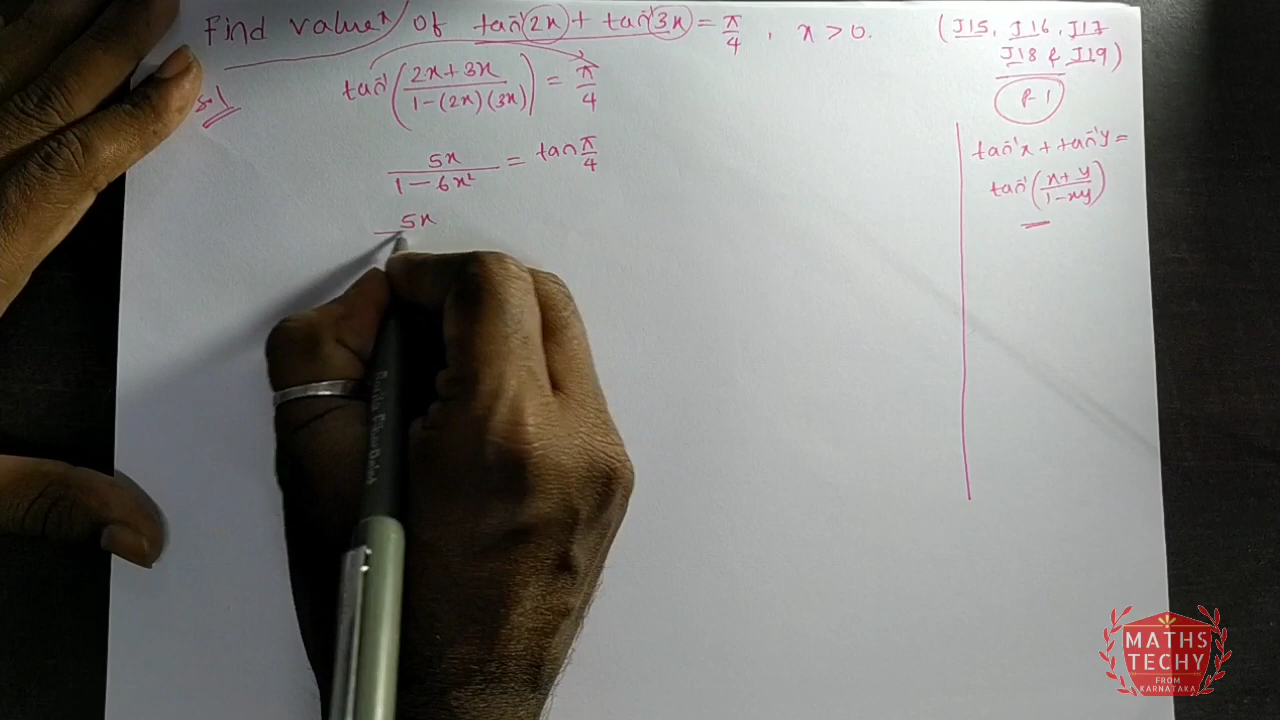 Find value of tan⁻¹(2x) + tan⁻¹(3x) = π/4 , x > 0. (J15, J16, J17
J18 & J19)
Sol tan⁻¹((2x+3x)/(1-(2x)(3x))) = π/4
P-1
5x/(1-6x²) = tan π/4
5x
tan⁻¹x + tan⁻¹y =
tan⁻¹((x+y)/(1-xy))
MATHS
TECHY
FROM
KARNATAKA